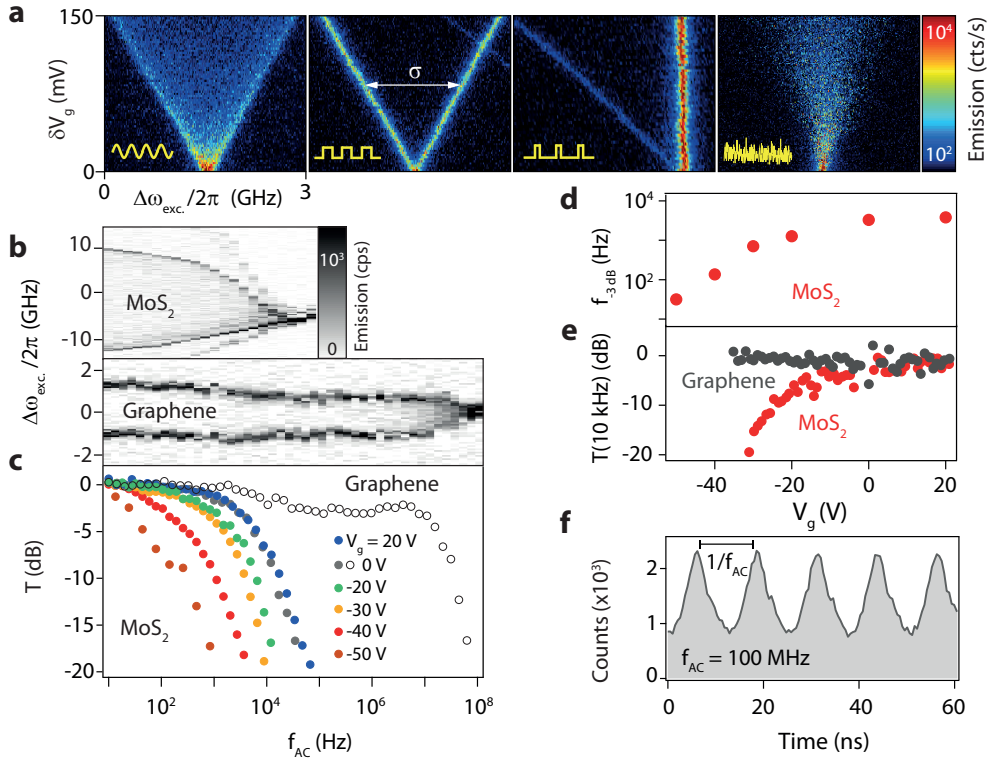 a
150
0
δV_g (mV)
σ
0
3
Δω_exc./2π (GHz)
10^4
10^2
Emission (cts/s)
b
10
0
-10
MoS_2
10^3
0
Emission (cps)
2
0
-2
Graphene
Δω_exc./2π (GHz)
c
0
-5
-10
-15
-20
T (dB)
Graphene
V_g = 20 V
0 V
-20 V
-30 V
-40 V
-50 V
MoS_2
10^2
10^4
10^6
10^8
f_AC (Hz)
d
10^4
10^2
f_-3 dB (Hz)
MoS_2
e
0
-10
-20
T(10 kHz) (dB)
Graphene
MoS_2
-40
-20
0
20
V_g (V)
f
2
1
0
Counts (x10^3)
1/f_AC
f_AC = 100 MHz
0
20
40
60
Time (ns)